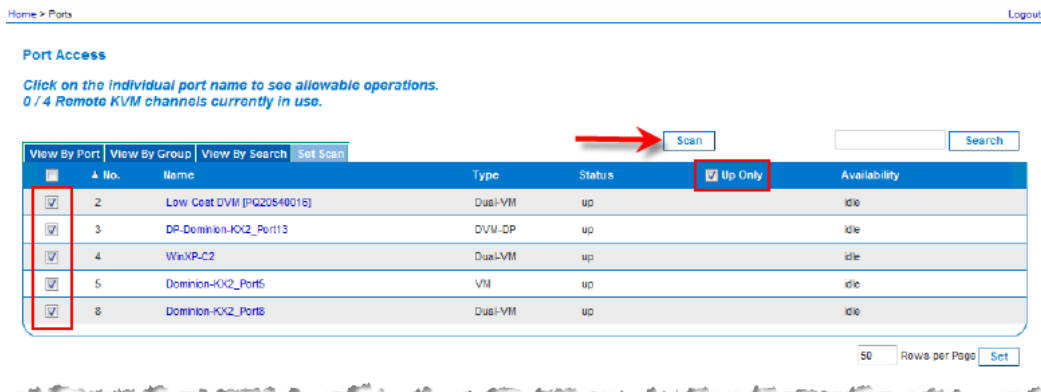 Home > Ports Logout
Port Access
Click on the individual port name to see allowable operations.
0 / 4 Remote KVM channels currently in use.
Scan Search
View By Port View By Group View By Search Set Scan
▲ No. Name Type Status Up Only Availability
2 Low Cost DVM [PQ20540016] Dual-VM up idle
3 DP-Dominion-KX2_Port13 DVM-DP up idle
4 WinXP-C2 Dual-VM up idle
5 Dominion-KX2_Port5 VM up idle
8 Dominion-KX2_Port8 Dual-VM up idle
50 Rows per Page Set